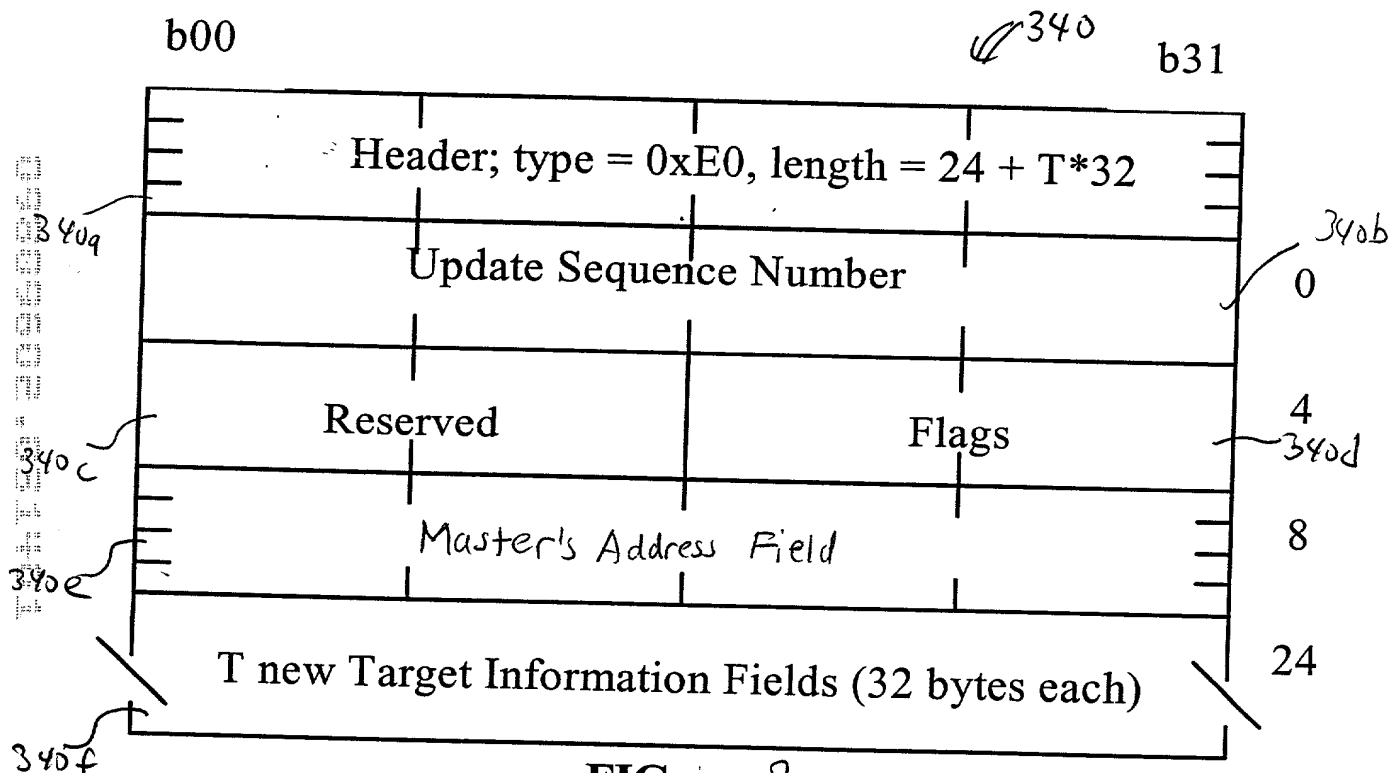 b00
340
b31
Header; type = 0xE0, length = 24 + T*32
340a
340b
Update Sequence Number
0
Reserved
Flags
4
340c
340d
Master's Address Field
8
340e
T new Target Information Fields (32 bytes each)
24
340f
FIG.